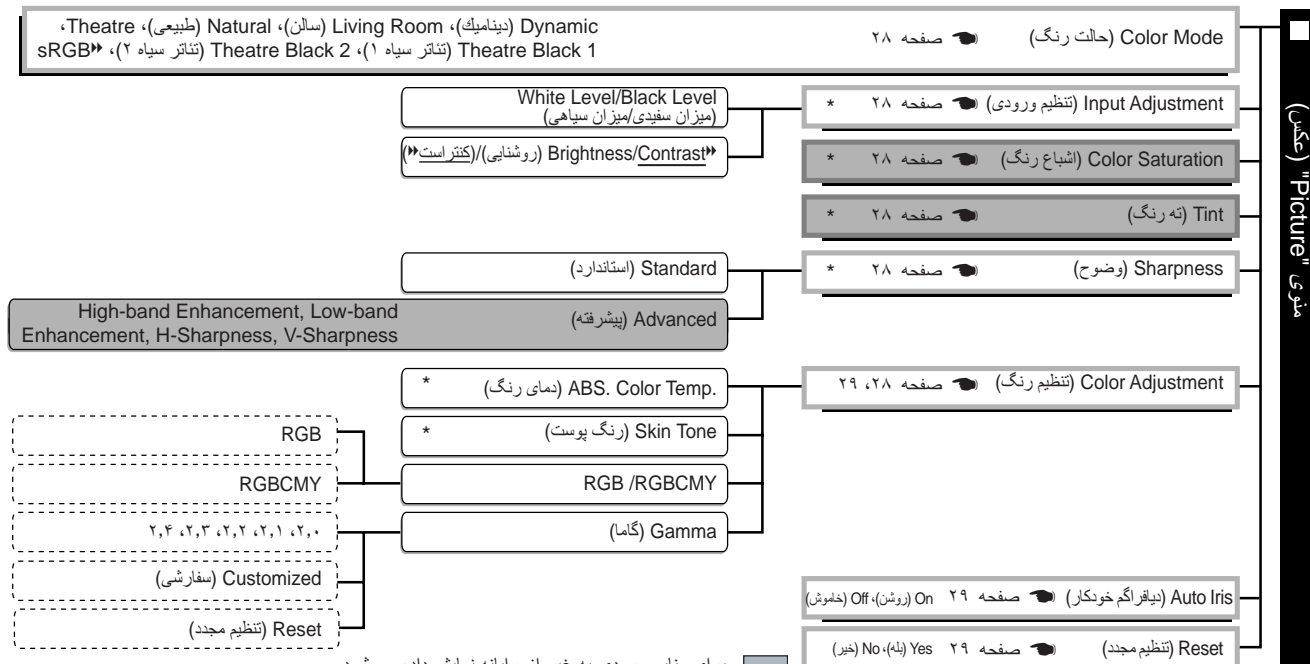 منوی "Picture" (عکس)
Color Mode (حالت رنگ) صفحه ۲۸
Dynamic (دینامیك)، Living Room (سالن)، Natural (طبیعی)، Theatre،
Theatre Black 1 (تئاتر سیاه ۱)، Theatre Black 2 (تئاتر سیاه ۲)، sRGB
Input Adjustment (تنظیم ورودی) صفحه ۲۸ *
White Level/Black Level
(میزان سفیدی/میزان سیاهی)
Brightness/Contrast (روشنایی)/(کنتراست)
Color Saturation (اشباع رنگ) صفحه ۲۸ *
Tint (ته رنگ) صفحه ۲۸ *
Sharpness (وضوح) صفحه ۲۸ *
Standard (استاندارد)
Advanced (پیشرفته)
High-band Enhancement, Low-band
Enhancement, H-Sharpness, V-Sharpness
Color Adjustment (تنظیم رنگ) صفحه ۲۸، ۲۹
ABS. Color Temp. (دمای رنگ) *
Skin Tone (رنگ پوست) *
RGB /RGBCMY
RGB
RGBCMY
Gamma (گاما)
۲,۰، ۲,۱، ۲,۲، ۲,۳، ۲,۴
Customized (سفارشی)
Reset (تنظیم مجدد)
Auto Iris (دیافراگم خودکار) صفحه ۲۹ On (روشن)، Off (خاموش)
Reset (تنظیم مجدد) صفحه ۲۹ Yes (بله)، No (خیر)